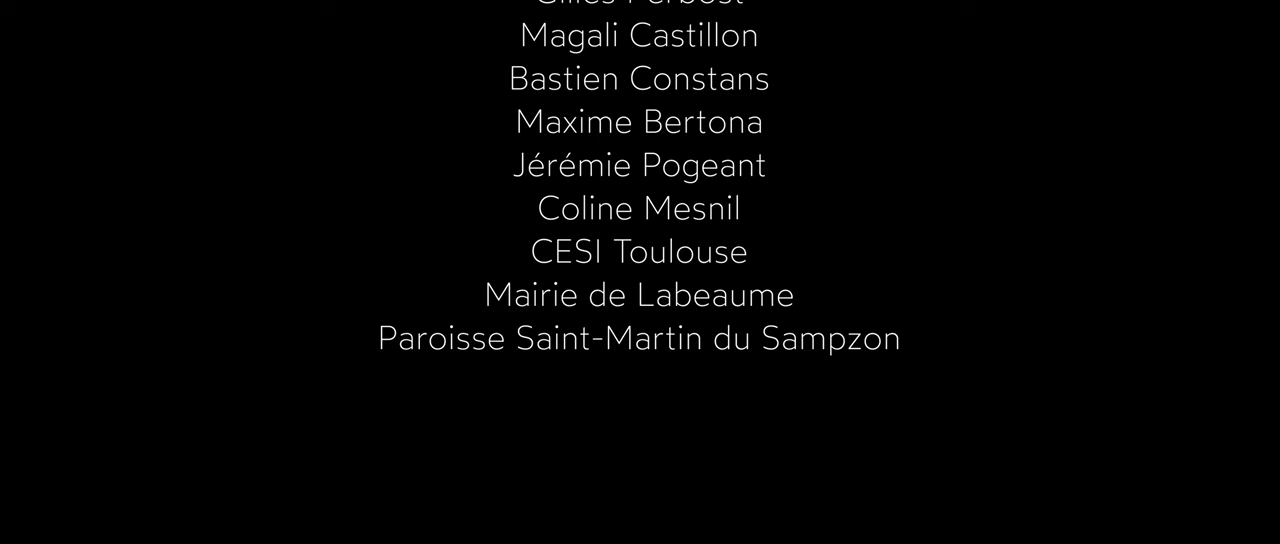 Magali Castillon
Bastien Constans
Maxime Bertona
Jérémie Pogeant
Coline Mesnil
CESI Toulouse
Mairie de Labeaume
Paroisse Saint-Martin du Sampzon